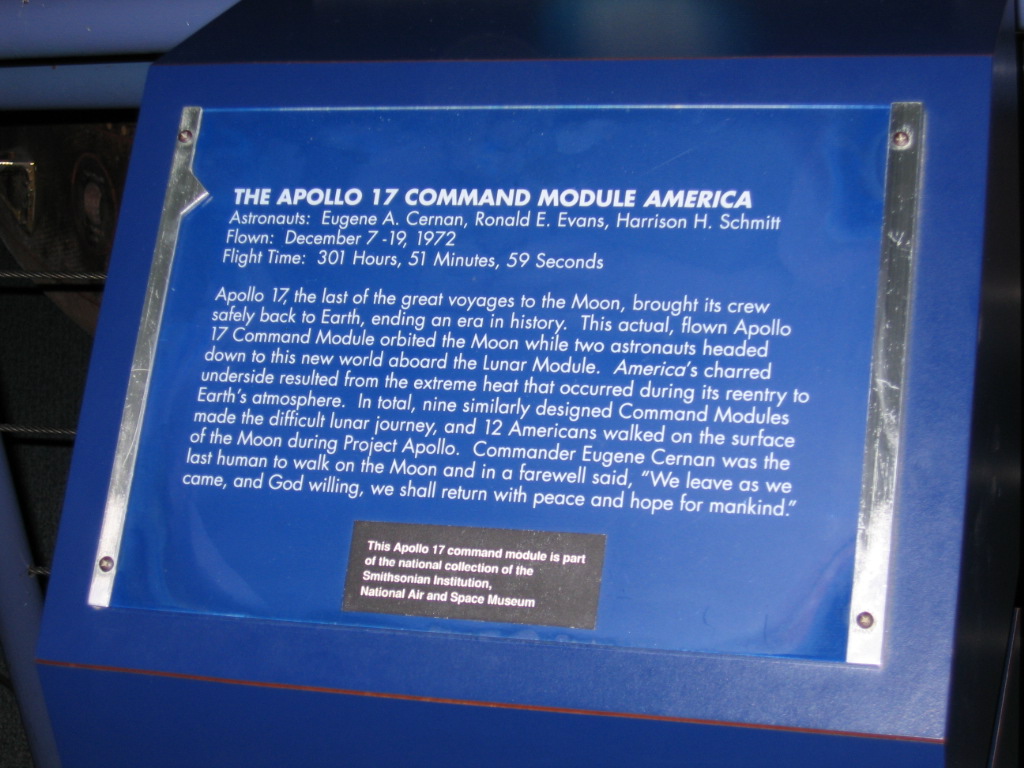 THE APOLLO 17 COMMAND MODULE AMERICA
Astronauts: Eugene A. Cernan, Ronald E. Evans, Harrison H. Schmitt
Flown: December 7 -19, 1972
Flight Time: 301 Hours, 51 Minutes, 59 Seconds
Apollo 17, the last of the great voyages to the Moon, brought its crew
safely back to Earth, ending an era in history. This actual, flown Apollo
17 Command Module orbited the Moon while two astronauts headed
down to this new world aboard the Lunar Module. America's charred
underside resulted from the extreme heat that occurred during its reentry to
Earth's atmosphere. In total, nine similarly designed Command Modules
made the difficult lunar journey, and 12 Americans walked on the surface
of the Moon during Project Apollo. Commander Eugene Cernan was the
last human to walk on the Moon and in a farewell said, “We leave as we
came, and God willing, we shall return with peace and hope for mankind.”
This Apollo 17 command module is part
of the national collection of the
Smithsonian Institution,
National Air and Space Museum